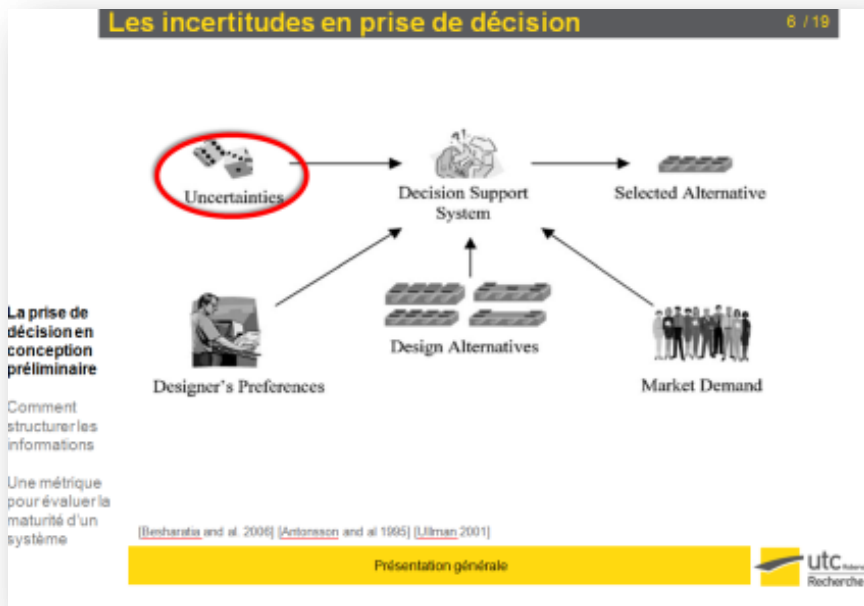 Les incertitudes en prise de décision
6 / 19
Uncertainties
Decision Support
System
Selected Alternative
Designer's Preferences
Design Alternatives
Market Demand
La prise de
décision en
conception
préliminaire
Comment
structurer les
informations
Une métrique
pour évaluer la
maturité d'un
système
[Besharatia and al. 2006] [Antonsson and al 1995] [Ullman 2001]
Présentation générale
utc
Recherche